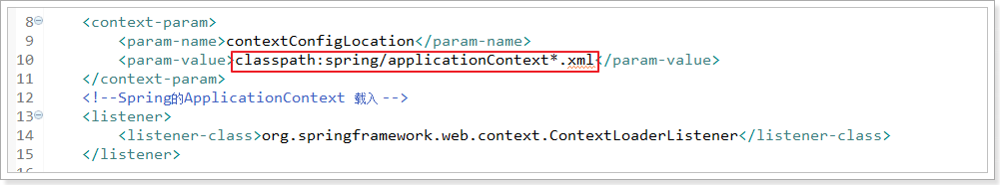 8 <context-param>
9 <param-name>contextConfigLocation</param-name>
10 <param-value>classpath:spring/applicationContext*.xml</param-value>
11 </context-param>
12 <!--Spring的ApplicationContext 载入 -->
13 <listener>
14 <listener-class>org.springframework.web.context.ContextLoaderListener</listener-class>
15 </listener>